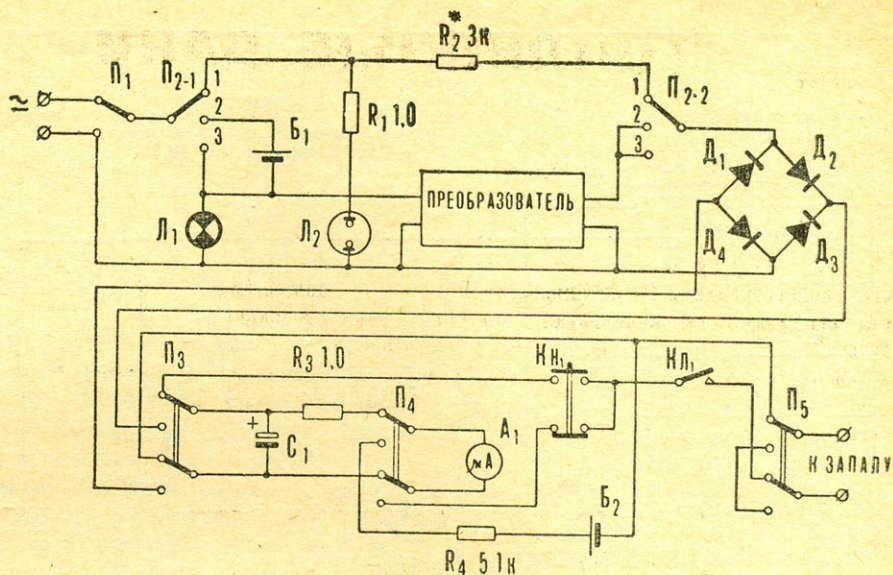 R₂* 3к
П₁ П₂₋₁ 1 2 3
Б₁
R₁ 1,0
1 2 3 П₂₋₂
≃
Л₁
Л₂
ПРЕОБРАЗОВАТЕЛЬ
Д₁ Д₂
Д₄ Д₃
П₃
R₃ 1,0
П₄
Кн₁
Кл₁
П₅
+ С₁
А₁
мА
Б₂
К ЗАПАЛУ
R₄ 51к